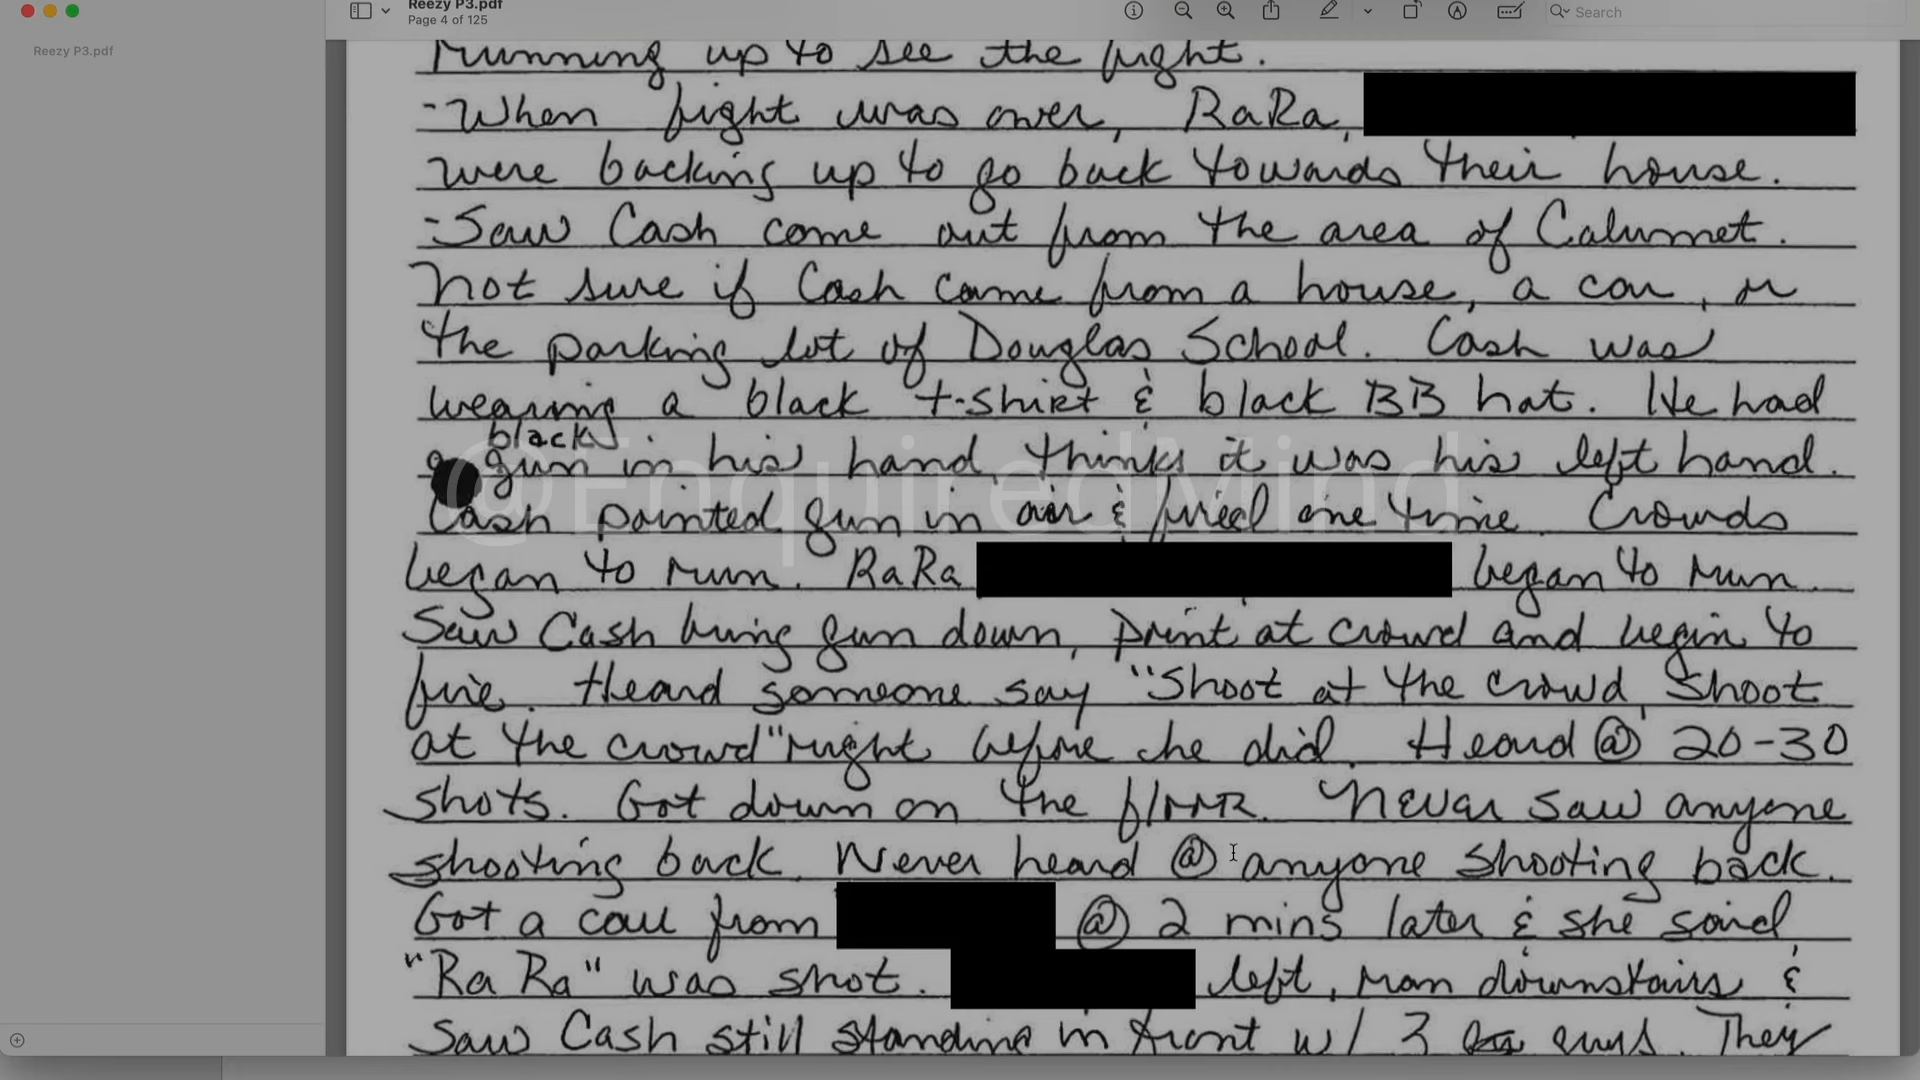 Reezy P3.pdf
Page 4 of 125
Search
Reezy P3.pdf
running up to see the fight.
- When fight was over, RaRa,
were backing up to go back towards their house.
- Saw Cash come out from the area of Calumet.
Not sure if Cash came from a house, a car, or
the parking lot of Douglas School. Cash was
wearing a black t-shirt & black BB hat. He had
black
a gun in his hand, thinks it was his left hand.
@EnquiredMind
Cash pointed gun in air & fired one time. Crowds
began to run. RaRa began to run.
Saw Cash bring gun down, point at crowd and begin to
fire. Heard someone say "Shoot at the crowd, Shoot
at the crowd" right before he did. Heard @ 20-30
shots. Got down on the floor. Never saw anyone
shooting back. Never heard @ anyone shooting back.
Got a call from @ 2 mins later & she said
"Ra Ra" was shot. left, ran downstairs &
Saw Cash still standing in front w/ 3 guys. They